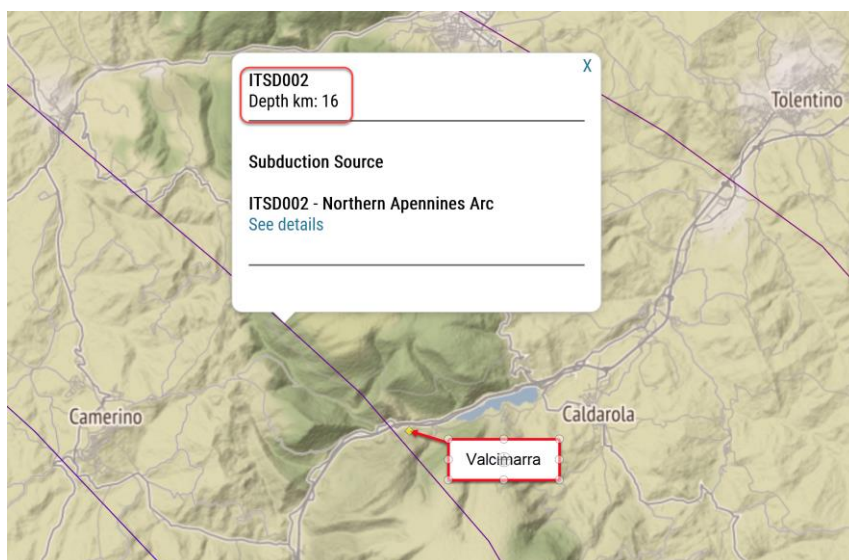 ITSD002
X
Depth km: 16
Tolentino
Subduction Source
ITSD002 - Northern Apennines Arc
See details
Camerino
Caldarola
Valcimarra